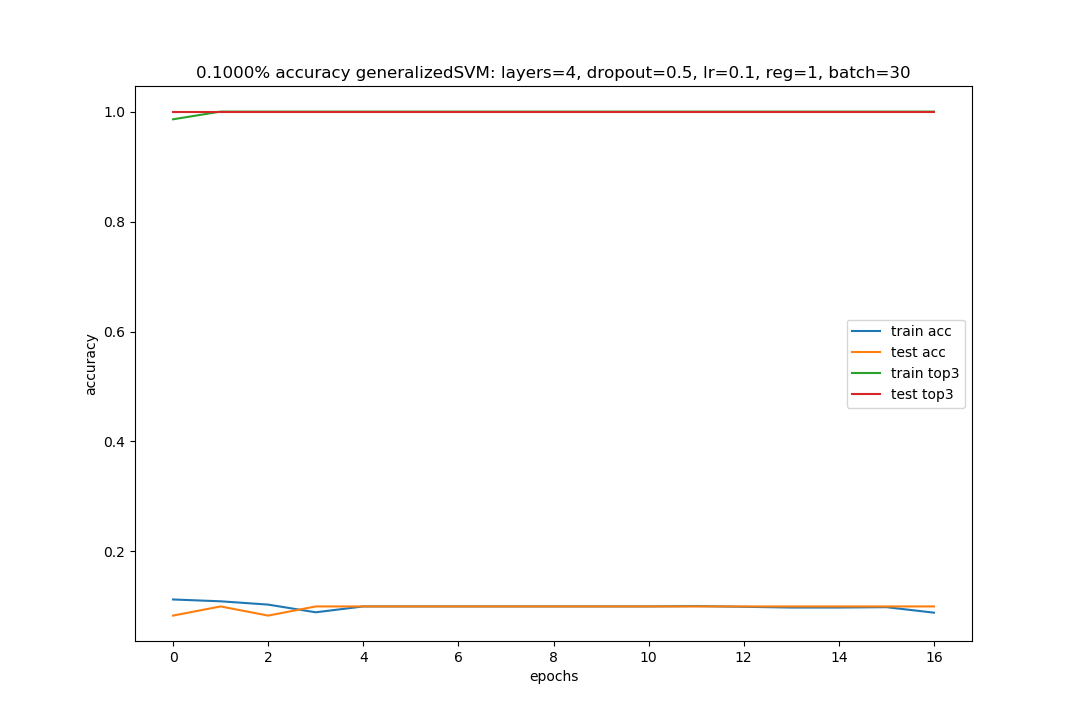 0.1000% accuracy generalizedSVM: layers=4, dropout=0.5, lr=0.1, reg=1, batch=30
1.0
0.8
0.6
0.4
0.2
accuracy
train acc
test acc
train top3
test top3
0 2 4 6 8 10 12 14 16
epochs